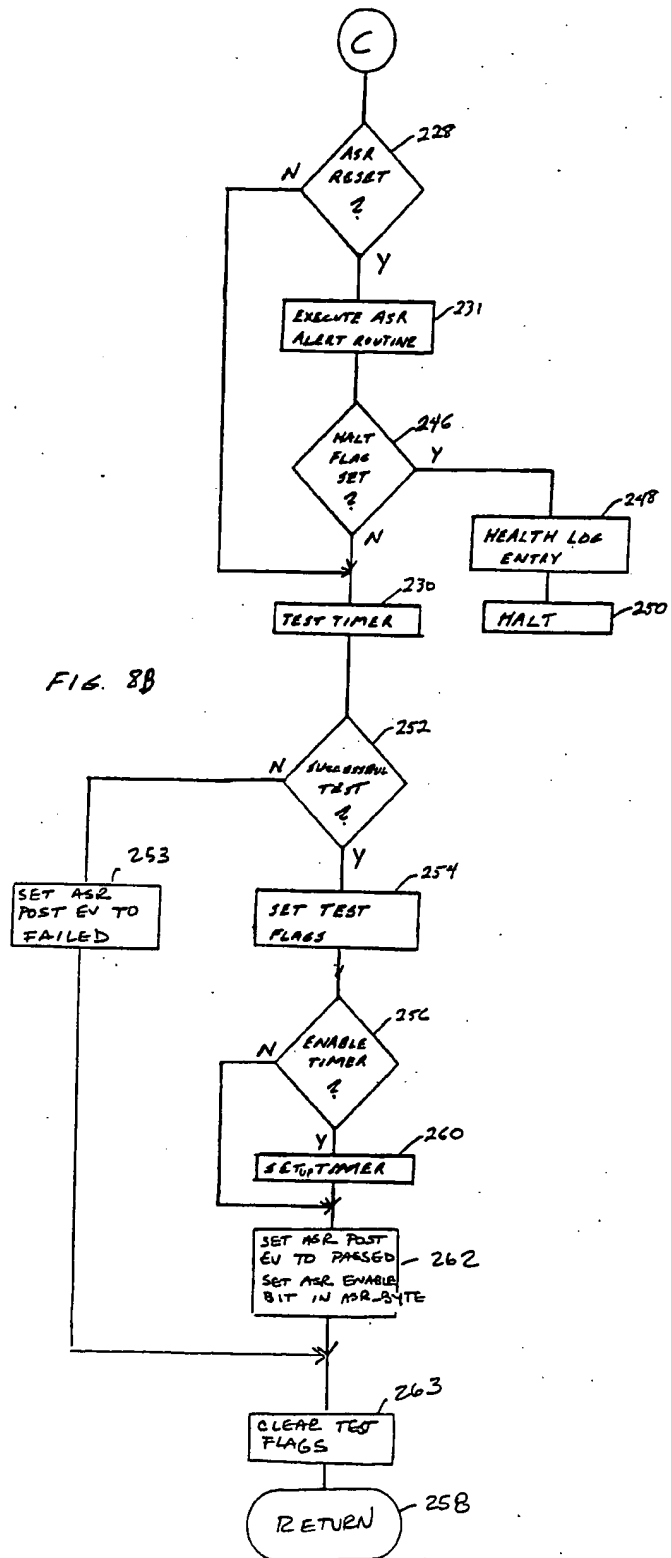 C
228
ASR
RESET
?
N
Y
231
EXECUTE ASR
ALERT ROUTINE
246
HALT
FLAG
SET
?
Y
N
248
HEALTH LOG
ENTRY
230
TEST TIMER
250
HALT
FIG. 8B
252
N
SUCCESSFUL
TEST
?
Y
253
SET ASR
POST EV TO
FAILED
254
SET TEST
FLAGS
256
N
ENABLE
TIMER
?
Y
260
SETUP TIMER
SET ASR POST
EV TO PASSED
SET ASR ENABLE
BIT IN ASR_BYTE
262
263
CLEAR TEST
FLAGS
258
RETURN